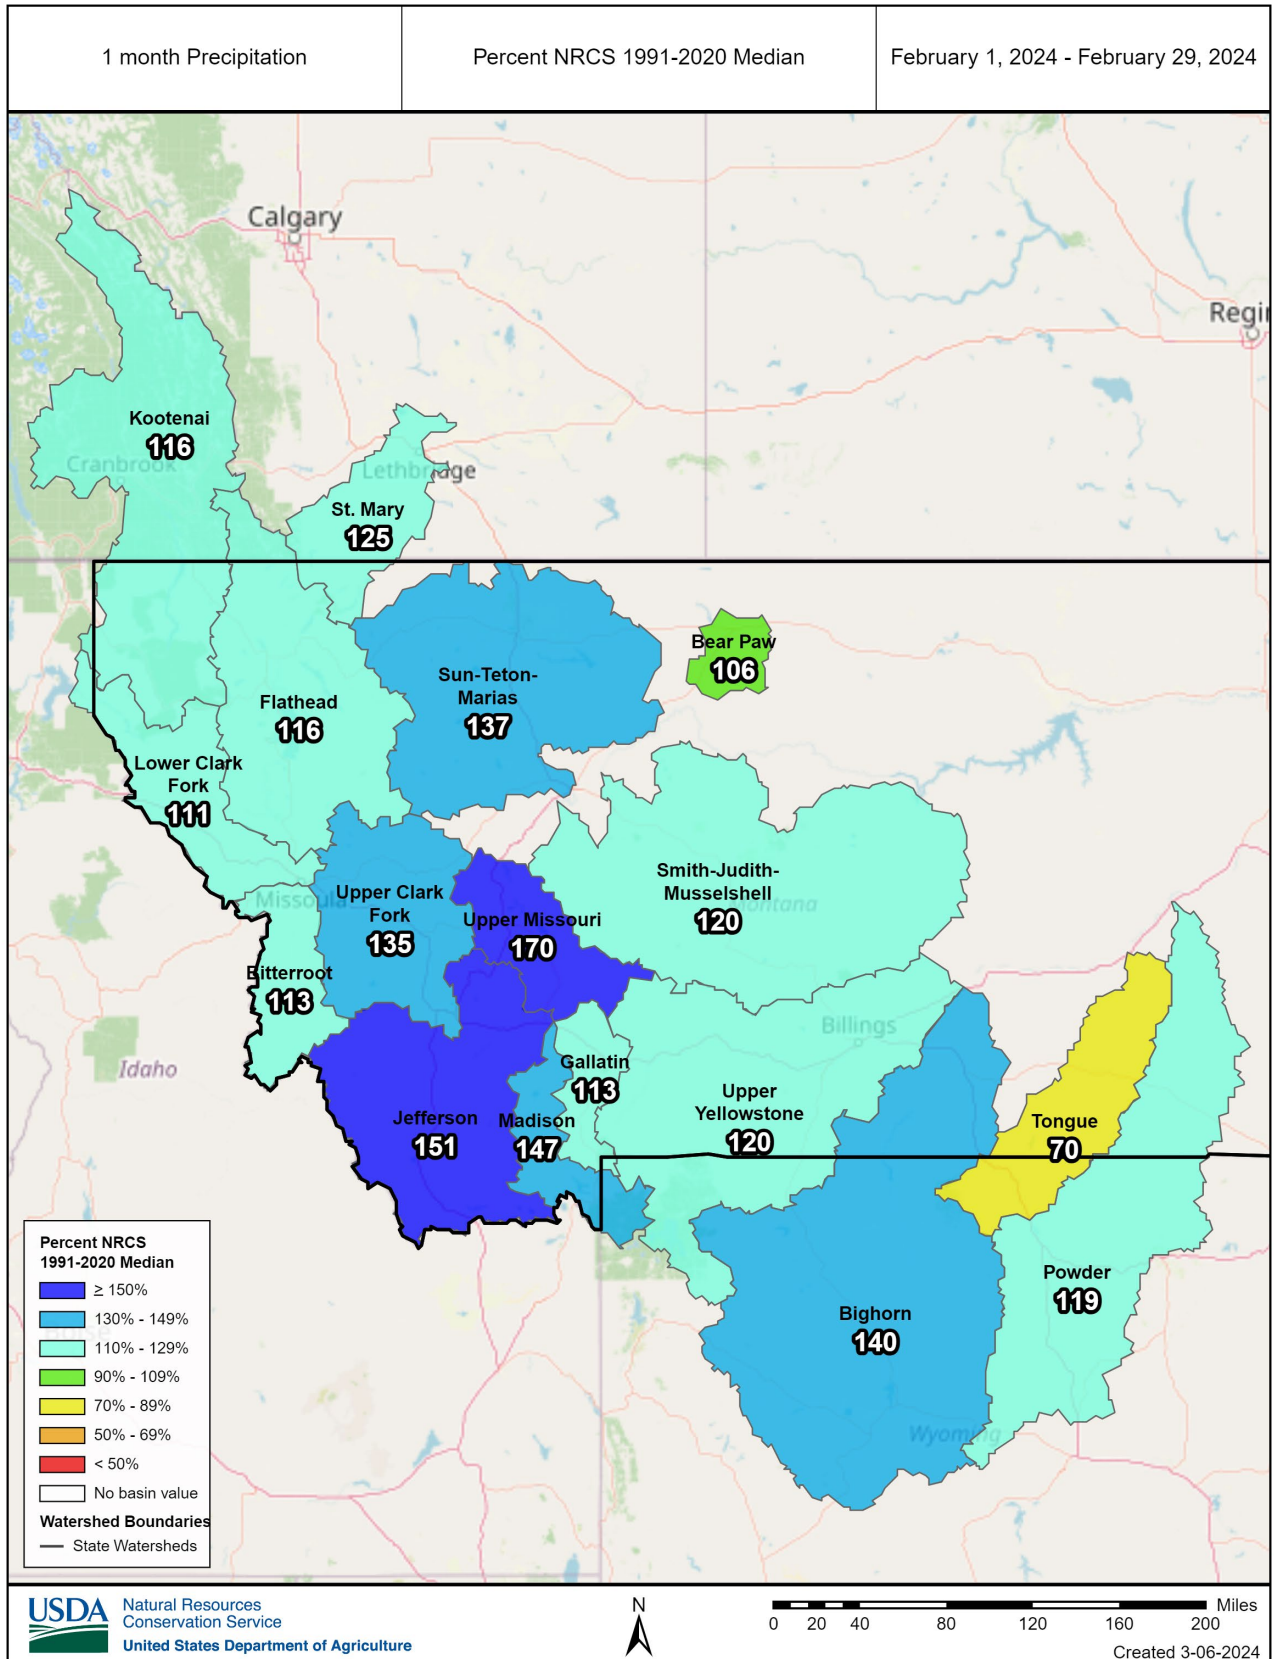 1 month Precipitation
Percent NRCS 1991-2020 Median
February 1, 2024 - February 29, 2024
Calgary
Regin
Kootenai
116
Cranbrook
Lethbridge
St. Mary
125
Bear Paw
106
Sun-Teton-
Marias
137
Flathead
116
Lower Clark
Fork
111
Smith-Judith-
Musselshell
120
Montana
Upper Clark
Fork
135
Missoula
Upper Missouri
170
Bitterroot
113
Billings
Idaho
Gallatin
113
Upper
Yellowstone
120
Jefferson
151
Madison
147
Tongue
70
Powder
119
Bighorn
140
Wyoming
Percent NRCS
1991-2020 Median
≥ 150%
130% - 149%
110% - 129%
90% - 109%
70% - 89%
50% - 69%
< 50%
No basin value
Watershed Boundaries
State Watersheds
Boise
USDA
Natural Resources
Conservation Service
United States Department of Agriculture
N
0 20 40 80 120 160 200 Miles
Created 3-06-2024